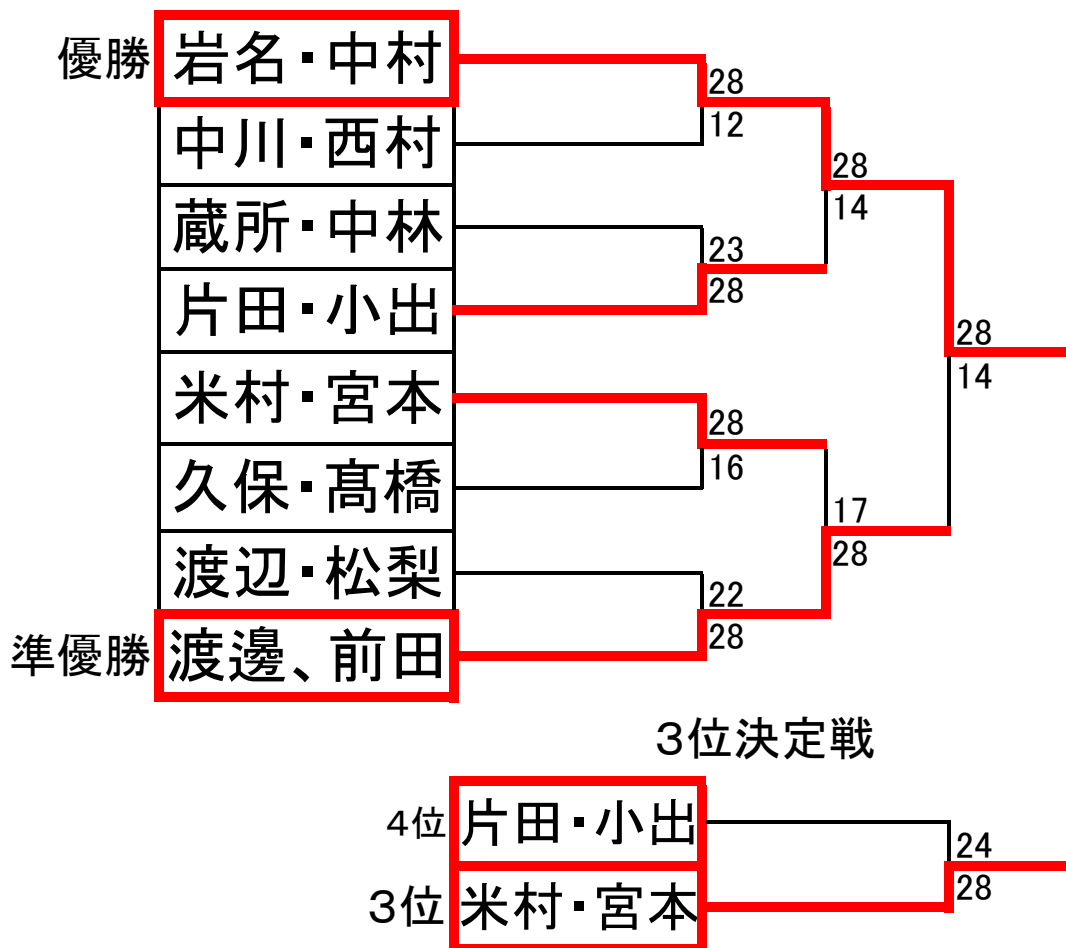 優勝 岩名・中村
28
12
中川・西村
28
14
蔵所・中林
23
28
片田・小出
28
14
米村・宮本
28
16
久保・髙橋
17
28
渡辺・松梨
22
28
準優勝 渡邊、前田
３位決定戦
４位 片田・小出
24
28
３位 米村・宮本